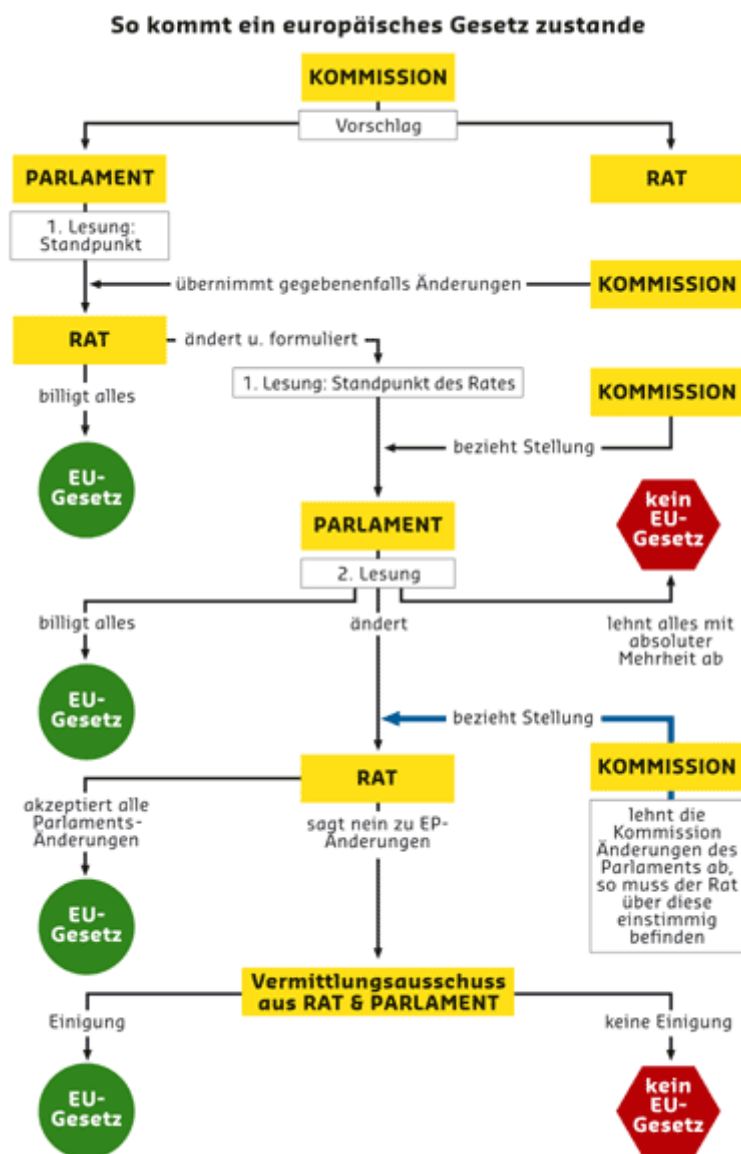 So kommt ein europäisches Gesetz zustande
KOMMISSION
Vorschlag
PARLAMENT
RAT
1. Lesung:
Standpunkt
übernimmt gegebenenfalls Änderungen
KOMMISSION
RAT
ändert u. formuliert
billigt alles
1. Lesung: Standpunkt des Rates
KOMMISSION
bezieht Stellung
EU-
Gesetz
PARLAMENT
kein
EU-
Gesetz
2. Lesung
billigt alles
ändert
lehnt alles mit
absoluter
Mehrheit ab
EU-
Gesetz
bezieht Stellung
RAT
KOMMISSION
akzeptiert alle
Parlaments-
Änderungen
sagt nein zu EP-
Änderungen
lehnt die
Kommission
Änderungen des
Parlaments ab,
so muss der Rat
über diese
einstimmig
befinden
EU-
Gesetz
Vermittlungsausschuss
aus RAT & PARLAMENT
Einigung
keine Einigung
EU-
Gesetz
kein
EU-
Gesetz